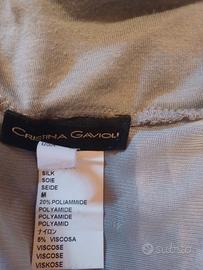 CRISTINA GAVIOLI
SILK
SOIE
SEIDE
M
20% POLIAMMIDE
POLYAMIDE
POLYAMIDE
POLYAMID
ナイロン
5% VISCOSA
VISCOSE
VISCOSE
VISKOSE
Subito